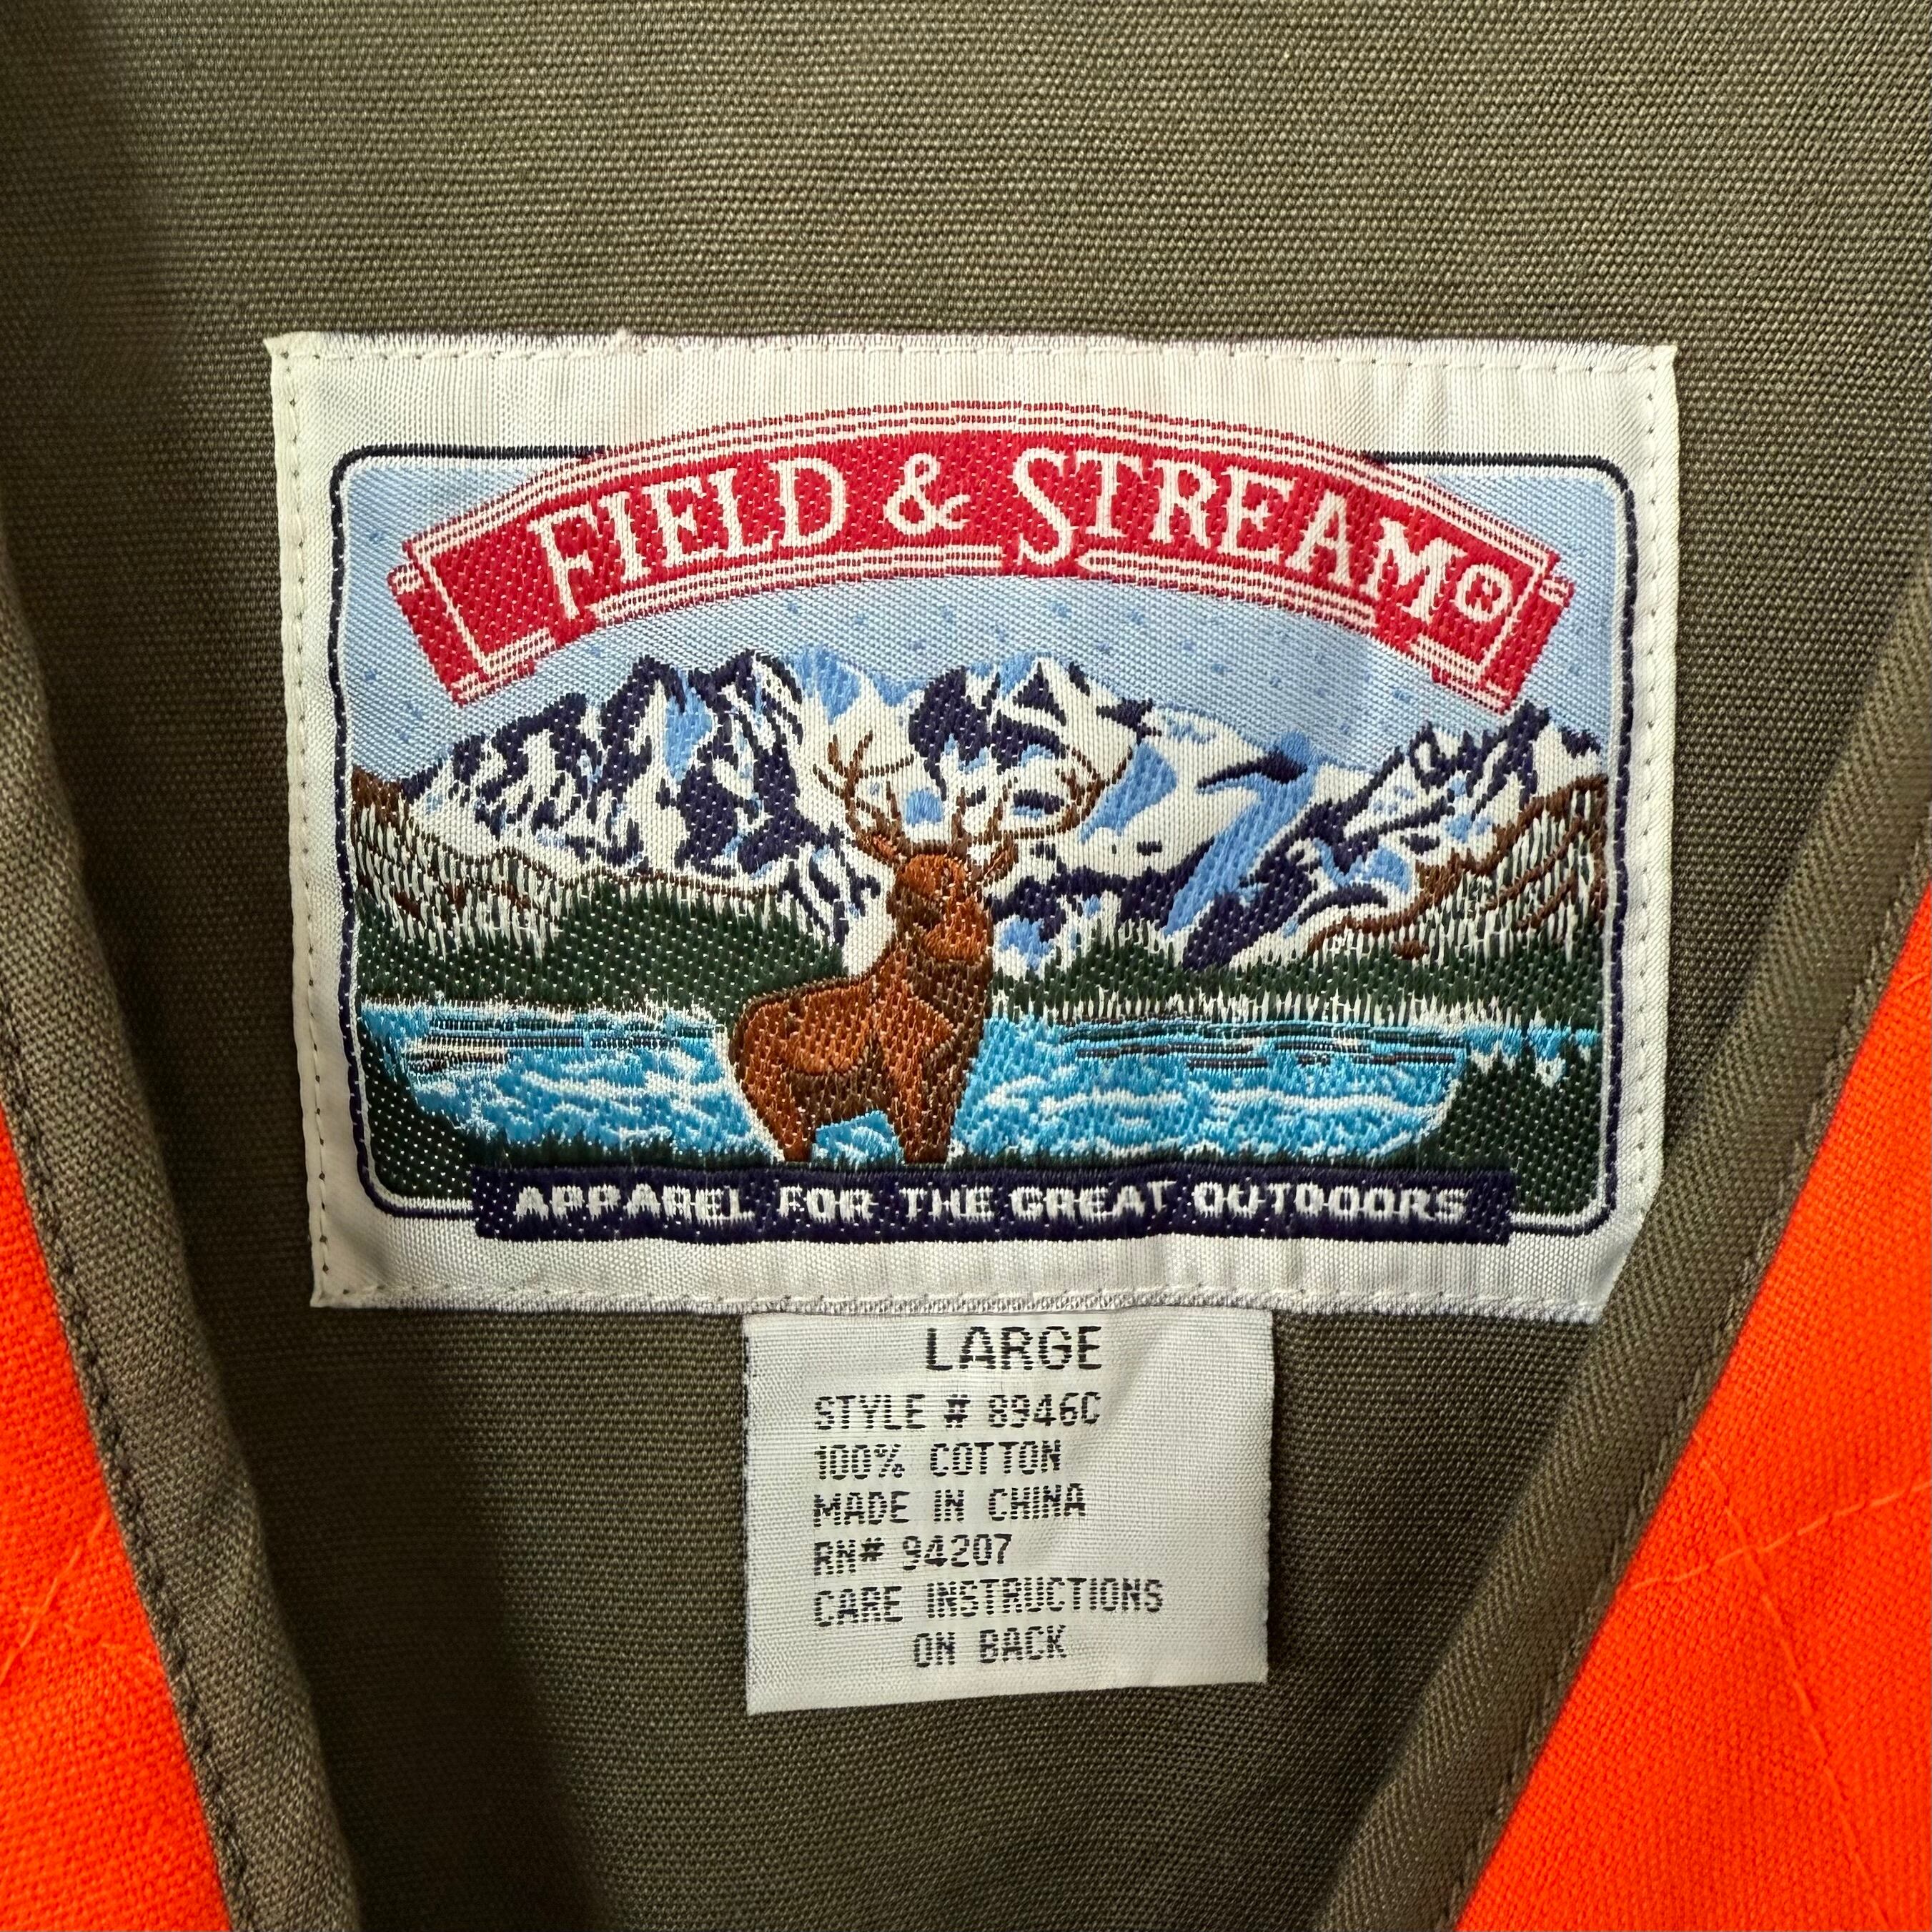 FIELD & STREAM®
APPAREL FOR THE GREAT OUTDOORS
LARGE
STYLE # 8946C
100% COTTON
MADE IN CHINA
RN# 94207
CARE INSTRUCTIONS
ON BACK